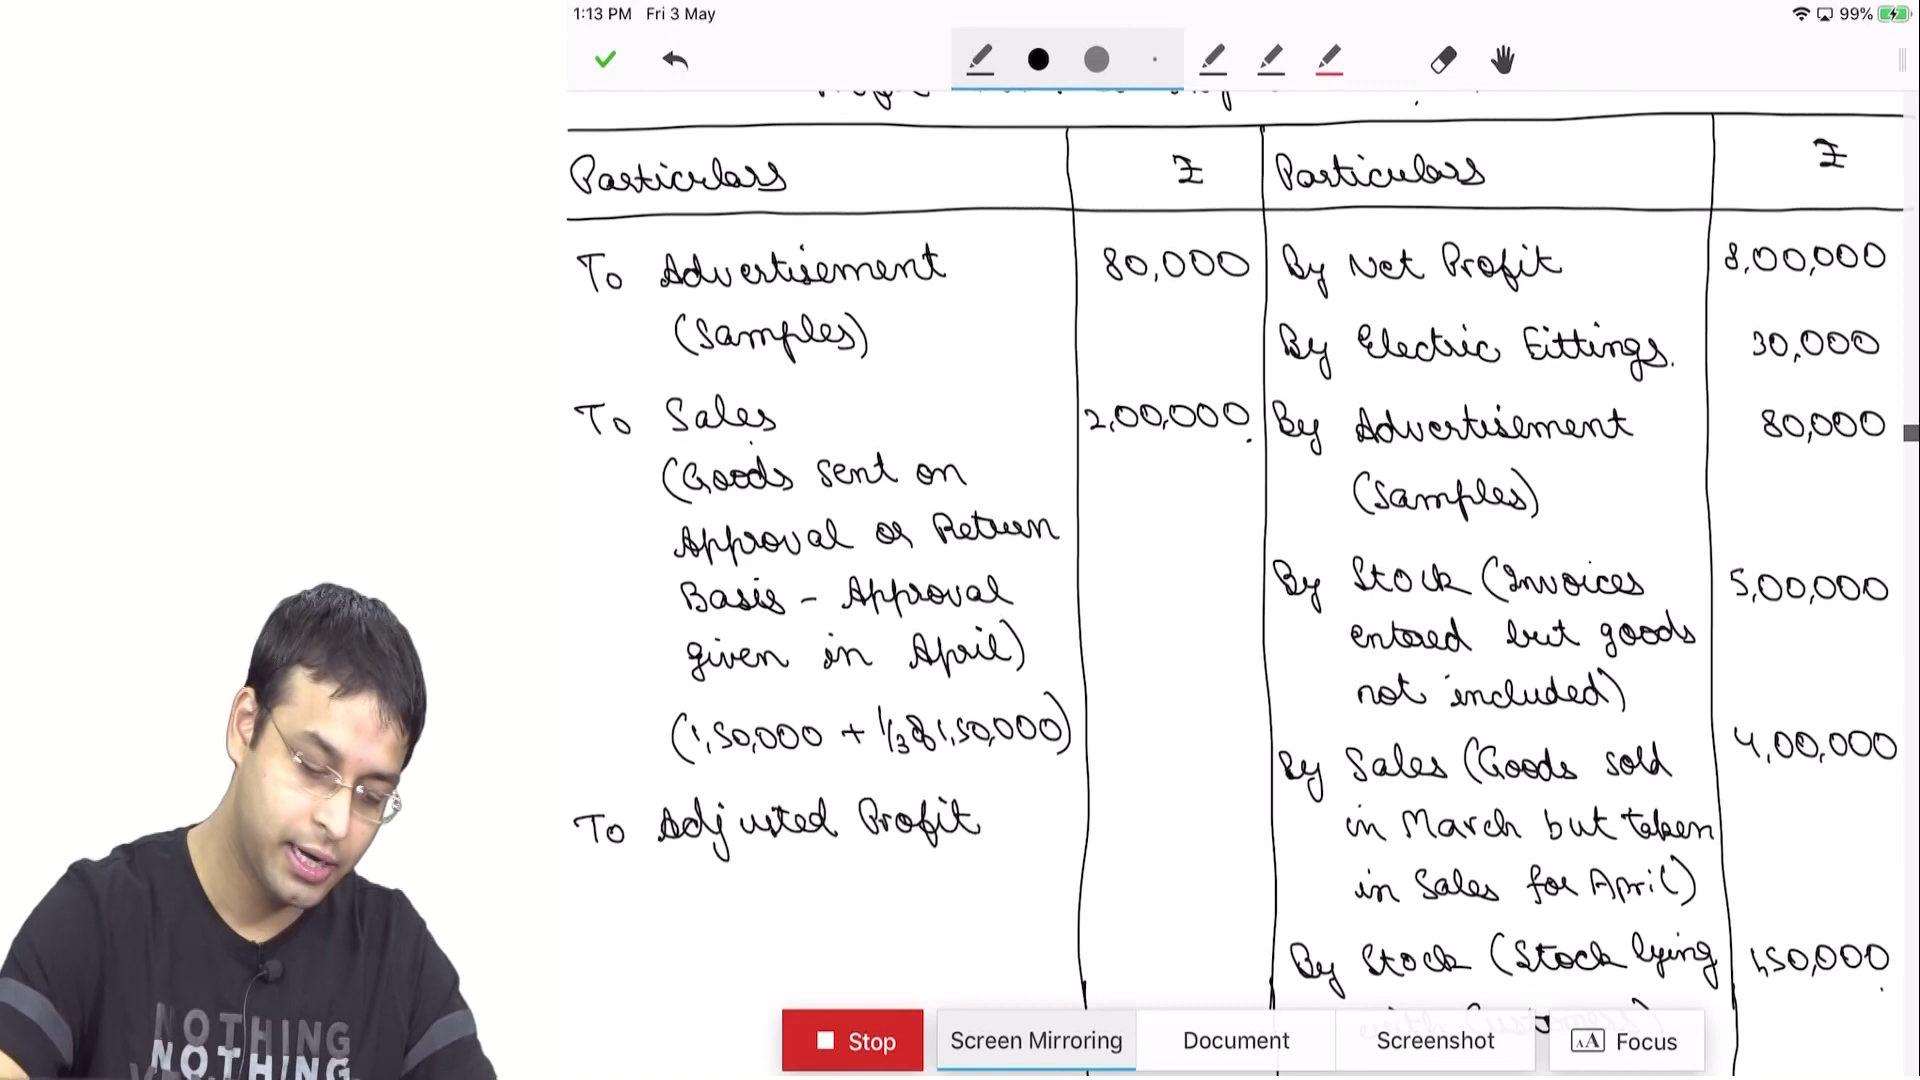 1:13 PM Fri 3 May
99%
Particulars ₹ Particulars ₹
To Advertisement 80,000 By Net Profit 8,00,000
(Samples)
By Electric Fittings. 30,000
To Sales 2,00,000 By Advertisement 80,000
(Goods sent on
(Samples)
Approval or Return
Basis - Approval
By Stock (Invoices 5,00,000
given in April)
entered but goods
not included)
(1,50,000 + 1/3 of 1,50,000)
By Sales (Goods sold 4,00,000
To Adjusted Profit
in March but taken
in Sales for April)
By Stock (Stock lying 1,50,000
Stop Screen Mirroring Document Screenshot AA Focus
NOTHING
NOTHING